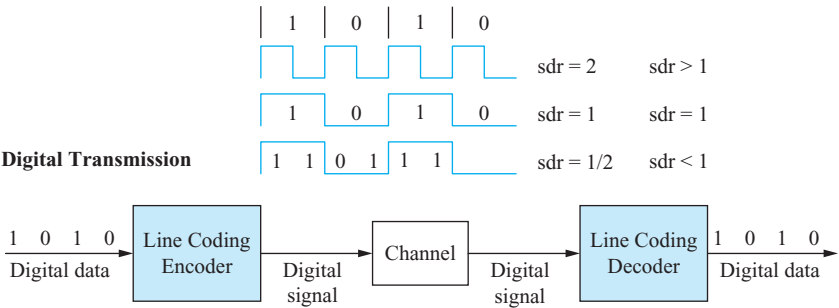 1 0 1 0
sdr = 2 sdr > 1
1 0 1 0 sdr = 1 sdr = 1
Digital Transmission 1 1 0 1 1 1 sdr = 1/2 sdr < 1
1 0 1 0 Line Coding Encoder Channel Line Coding Decoder 1 0 1 0
Digital data Digital signal Digital signal Digital data